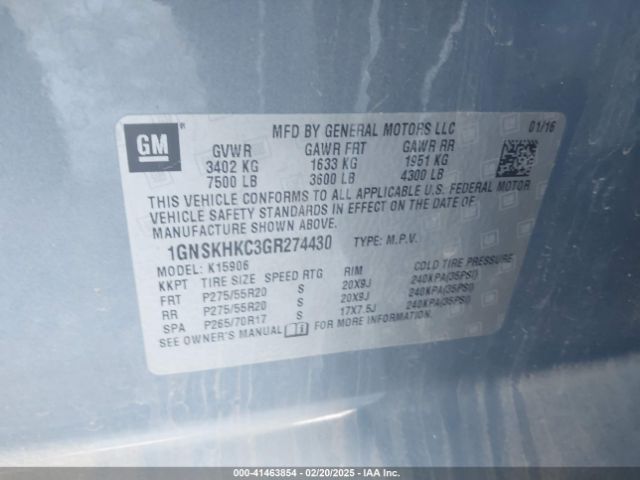 GM
MFD BY GENERAL MOTORS LLC 01/16
GVWR GAWR FRT GAWR RR
3402 KG 1633 KG 1951 KG
7500 LB 3600 LB 4300 LB
THIS VEHICLE CONFORMS TO ALL APPLICABLE U.S. FEDERAL MOTOR
VEHICLE SAFETY STANDARDS IN EFFECT ON THE DATE OF
MANUFACTURE SHOWN ABOVE.
1GNSKHKC3GR274430 TYPE: M.P.V.
MODEL: K15906
KKPT TIRE SIZE SPEED RTG RIM COLD TIRE PRESSURE
FRT P275/55R20 S 20X9J 240KPA(35PSI)
RR P275/55R20 S 20X9J 240KPA(35PSI)
SPA P265/70R17 S 17X7.5J 240KPA(35PSI)
SEE OWNER'S MANUAL FOR MORE INFORMATION.
000-41463854 - 02/20/2025 - IAA Inc.